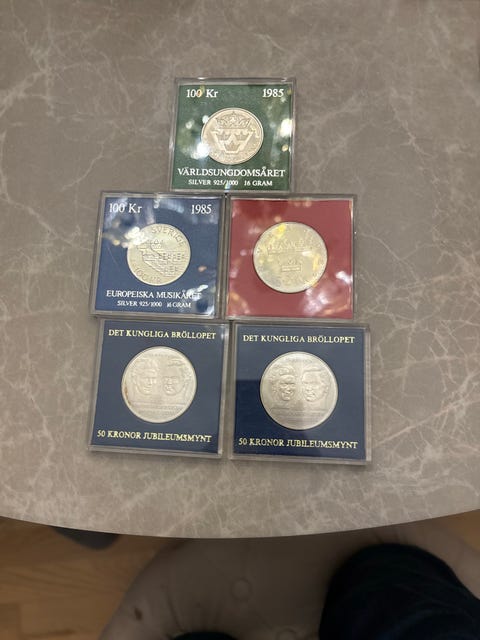 100 Kr 1985
VÄRLDSUNGDOMSÅRET
SILVER 925/1000 16 GRAM
100 Kr 1985
SVERIGE
EUROPEISKA MUSIKÅRET
SILVER 925/1000 16 GRAM
DET KUNGLIGA BRÖLLOPET
50 KRONOR JUBILEUMSMYNT
DET KUNGLIGA BRÖLLOPET
50 KRONOR JUBILEUMSMYNT